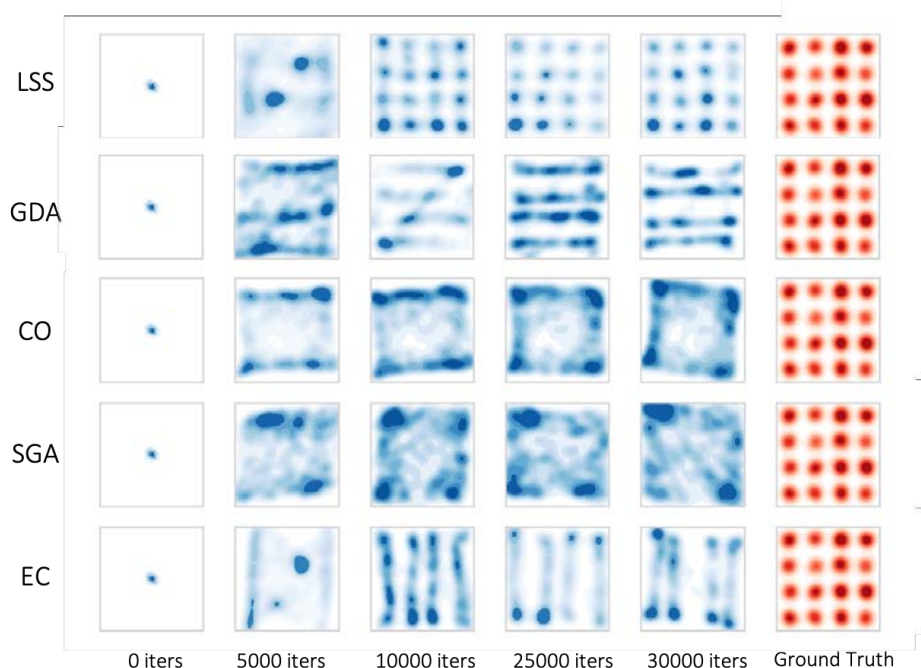 LSS
GDA
CO
SGA
EC
0 iters 5000 iters 10000 iters 25000 iters 30000 iters Ground Truth